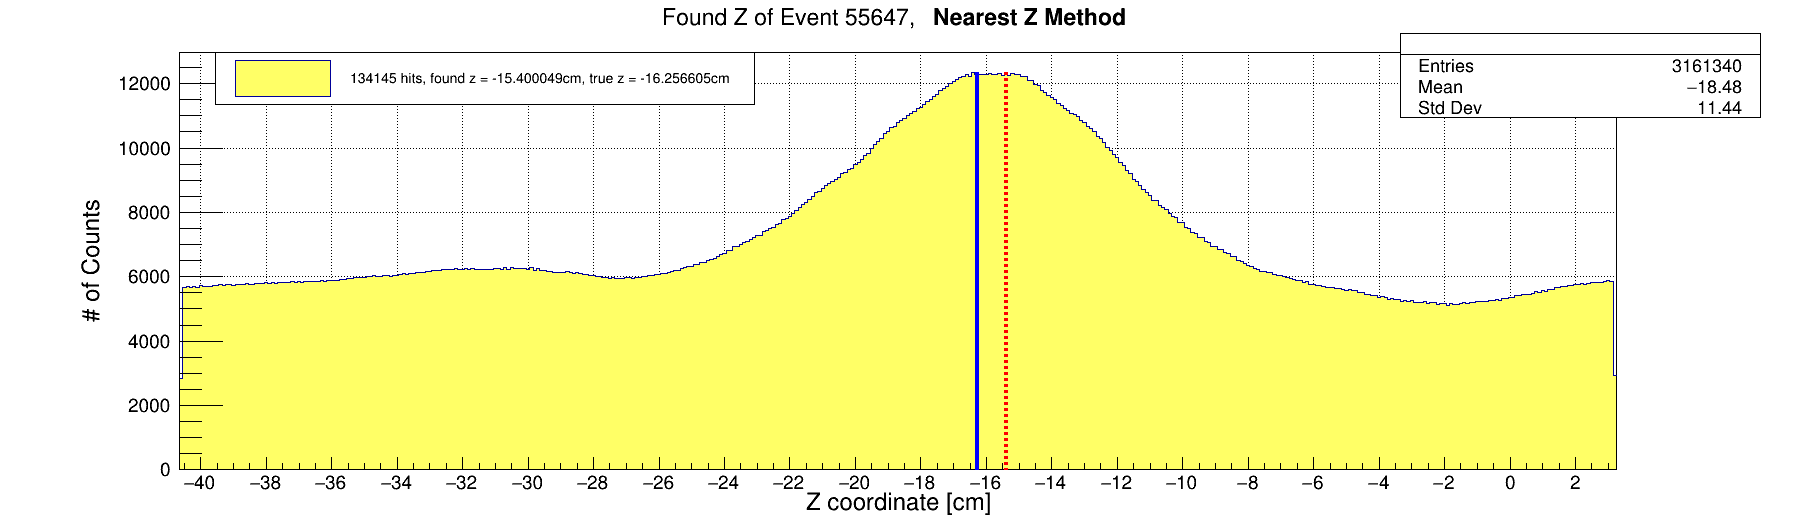 Found Z of Event 55647, Nearest Z Method
134145 hits, found z = -15.400049cm, true z = -16.256605cm
Entries 3161340
Mean −18.48
Std Dev 11.44
12000
10000
8000
6000
4000
2000
0
# of Counts
−40 −38 −36 −34 −32 −30 −28 −26 −24 −22 −20 −18 −16 −14 −12 −10 −8 −6 −4 −2 0 2
Z coordinate [cm]